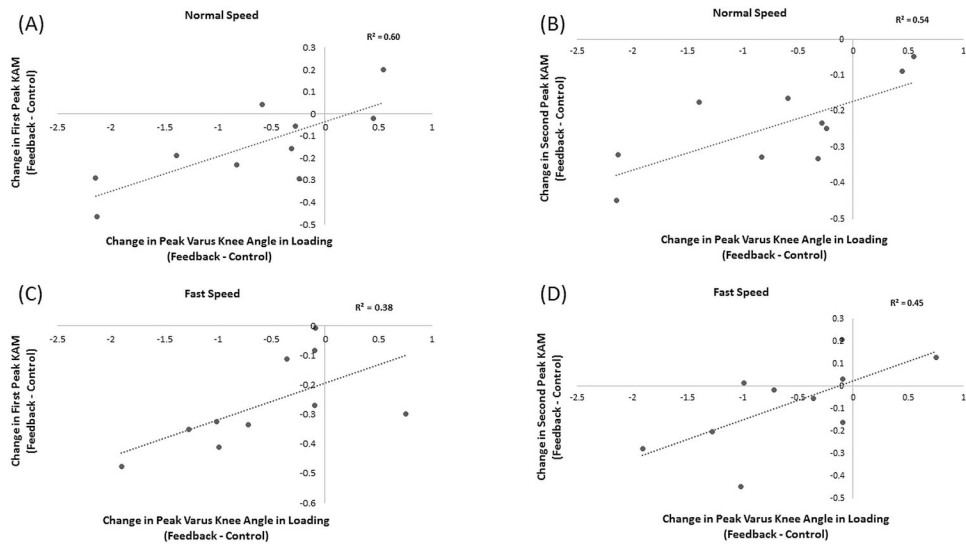 (A)
Normal Speed
R² = 0.60
0.3
0.2
0.1
0
-0.1
-0.2
-0.3
-0.4
-0.5
-2.5 -2 -1.5 -1 -0.5 0 0.5 1
Change in First Peak KAM
(Feedback - Control)
Change in Peak Varus Knee Angle in Loading
(Feedback - Control)
(B)
Normal Speed
R² = 0.54
-2.5 -2 -1.5 -1 -0.5 0 0.5 1
0
-0.1
-0.2
-0.3
-0.4
-0.5
Change in Second Peak KAM
(Feedback - Control)
Change in Peak Varus Knee Angle in Loading
(Feedback - Control)
(C)
Fast Speed
R² = 0.38
-2.5 -2 -1.5 -1 -0.5 0 0.5 1
0
-0.1
-0.2
-0.3
-0.4
-0.5
-0.6
Change in First Peak KAM
(Feedback - Control)
Change in Peak Varus Knee Angle in Loading
(Feedback - Control)
(D)
Fast Speed
R² = 0.45
0.3
0.2
0.1
0
-0.1
-0.2
-0.3
-0.4
-0.5
-2.5 -2 -1.5 -1 -0.5 0 0.5 1
Change in Second Peak KAM
(Feedback - Control)
Change in Peak Varus Knee Angle in Loading
(Feedback - Control)